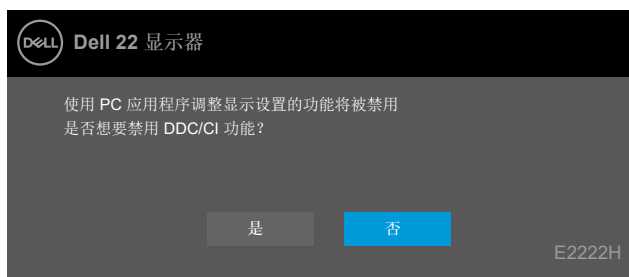 DELL Dell 22 显示器
使用 PC 应用程序调整显示设置的功能将被禁用
是否想要禁用 DDC/CI 功能？
是 否
E2222H